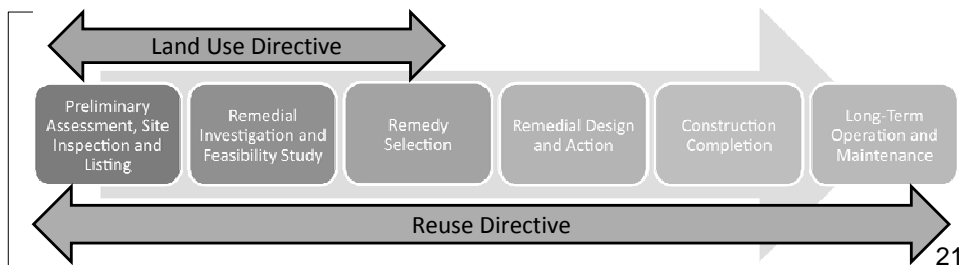 Land Use Directive
Preliminary
Assessment, Site
Inspection and
Listing
Remedial
Investigation and
Feasibility Study
Remedy
Selection
Remedial Design
and Action
Construction
Completion
Long-Term
Operation and
Maintenance
Reuse Directive
21